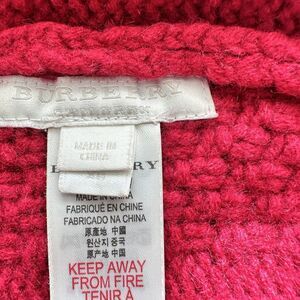 BURBERRY
CHILDREN
MADE IN
CHINA
MADE IN CHINA
FABRIQUÉ EN CHINE
FABRICADO NA CHINA
原產地 中國
원산지 중국
原産地 中国
KEEP AWAY
FROM FIRE
TENIR À